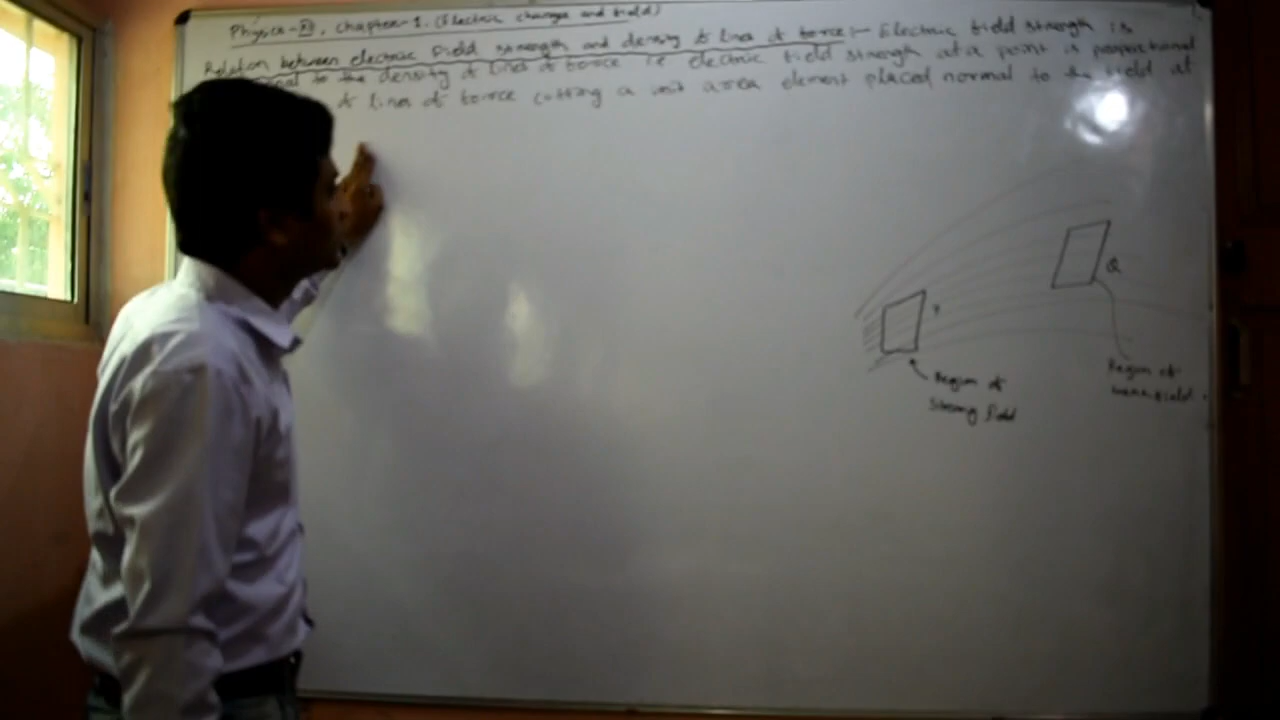 Physics-XII, chapter-1. (Electric charges and field)
Relation between electric Field strength and density of lines of force:- Electric field strength is
to the density of lines of force i.e electric field strength at a point is proportional
of lines of force cutting a unit area element placed normal to the field at
Q
P
Region of
weak field.
Region of
Strong field